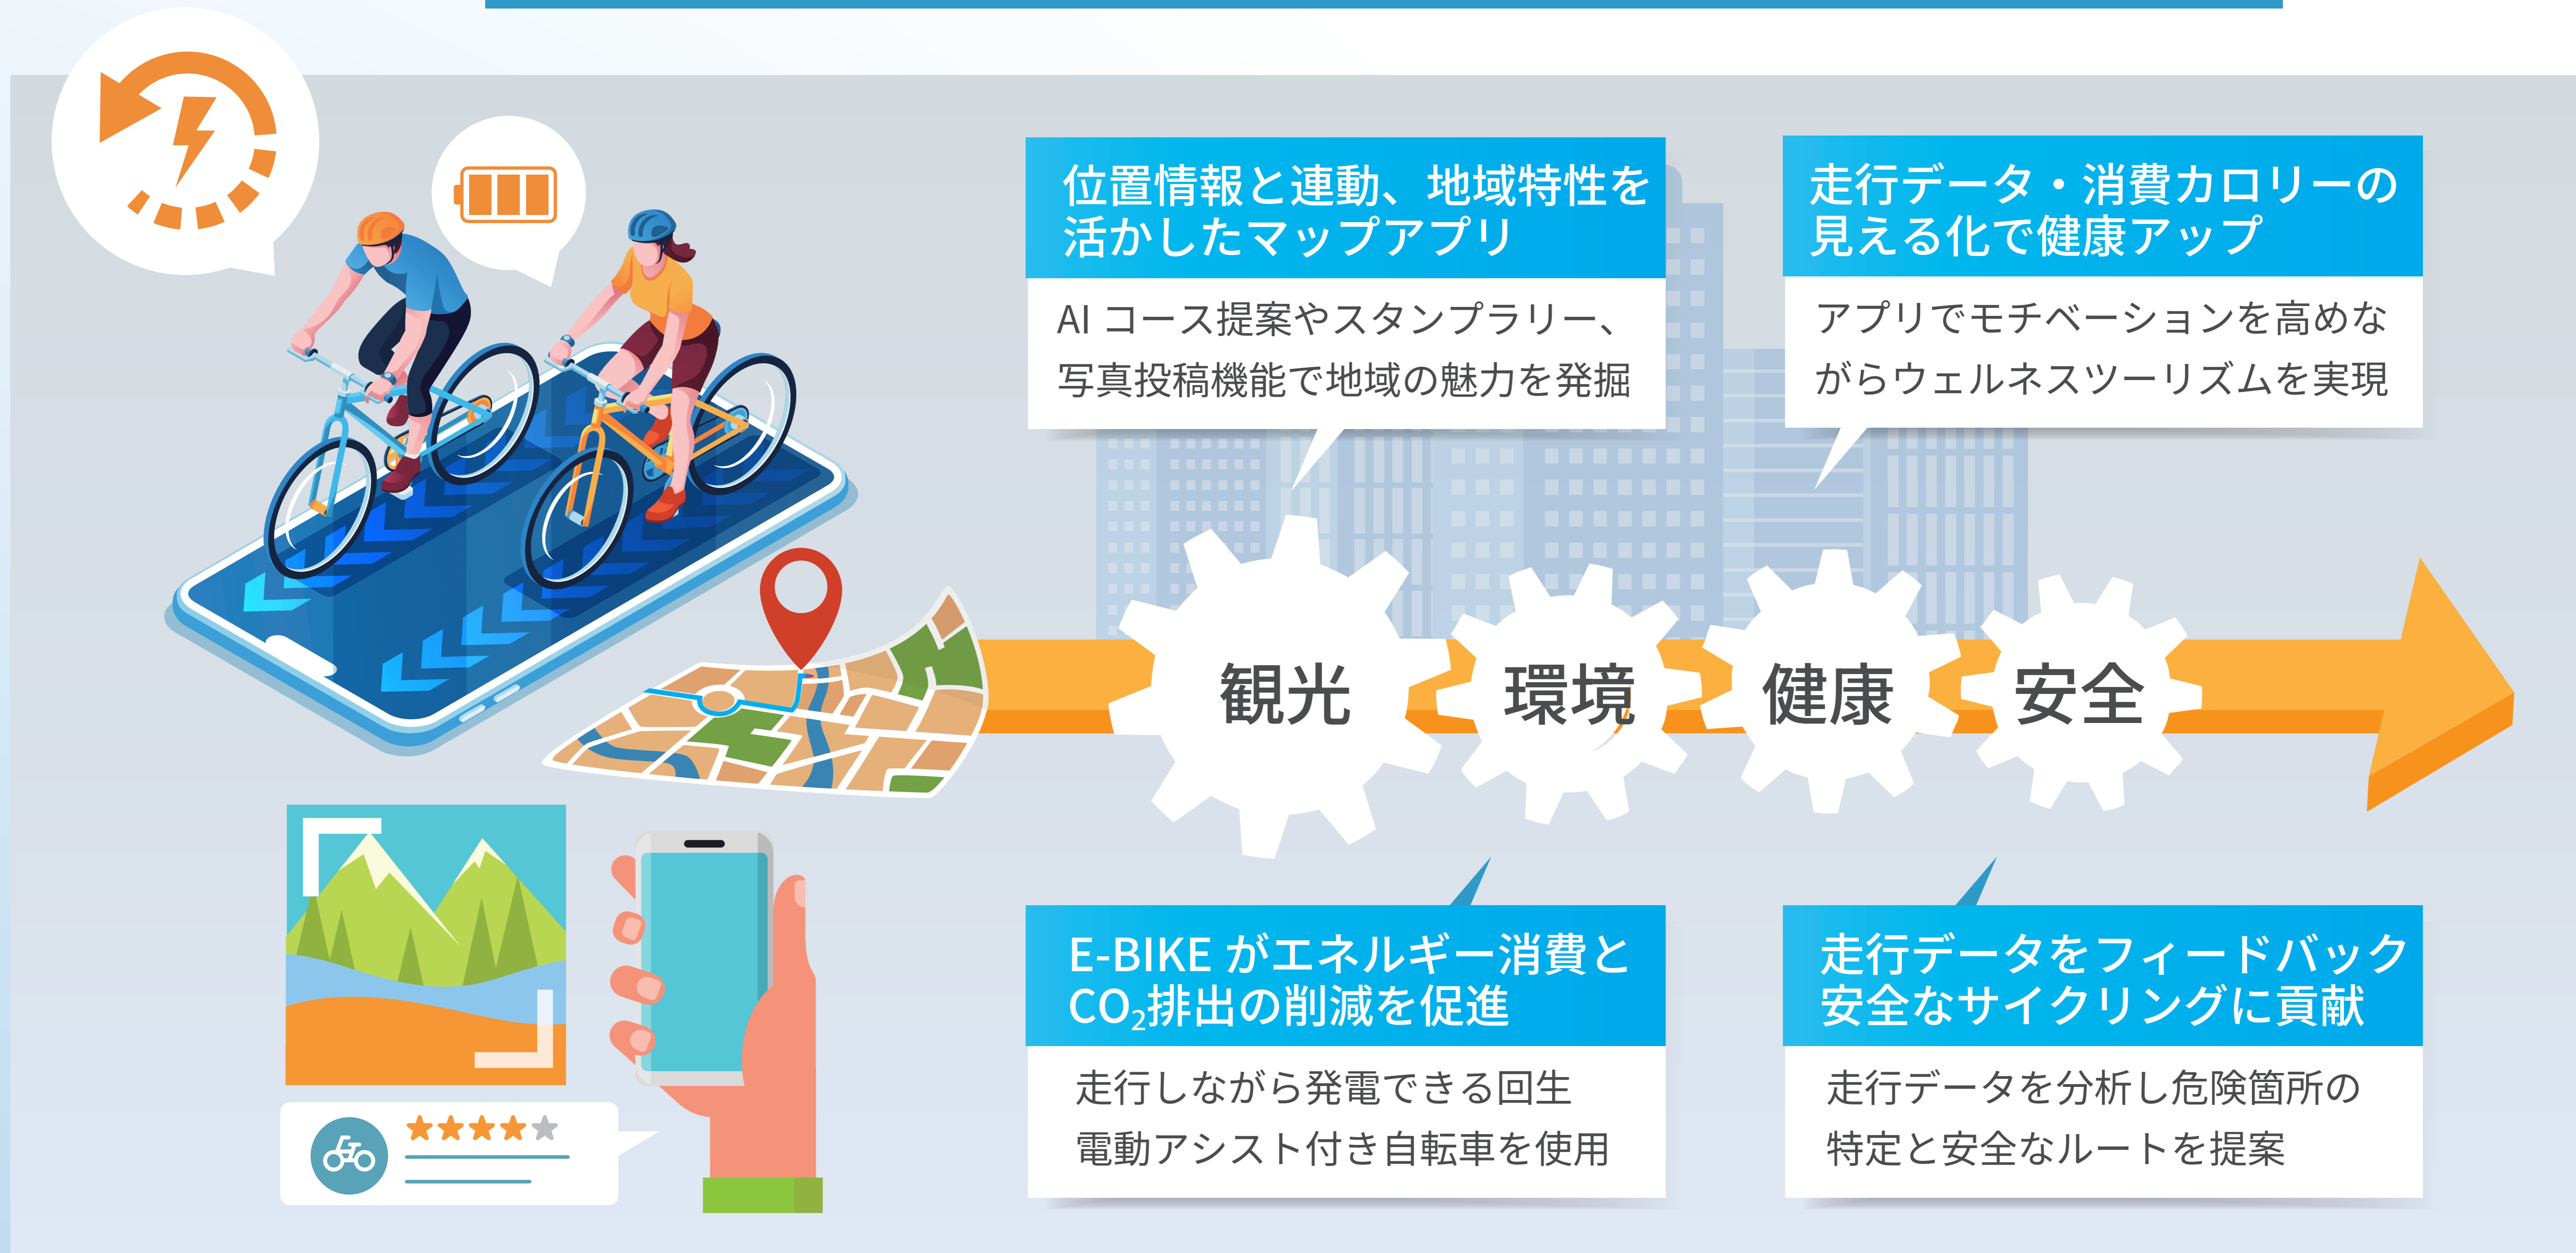 位置情報と連動、地域特性を
活かしたマップアプリ
AI コース提案やスタンプラリー、
写真投稿機能で地域の魅力を発掘
走行データ・消費カロリーの
見える化で健康アップ
アプリでモチベーションを高めな
がらウェルネスツーリズムを実現
観光
環境
健康
安全
E-BIKE がエネルギー消費と
CO₂排出の削減を促進
走行しながら発電できる回生
電動アシスト付き自転車を使用
走行データをフィードバック
安全なサイクリングに貢献
走行データを分析し危険箇所の
特定と安全なルートを提案